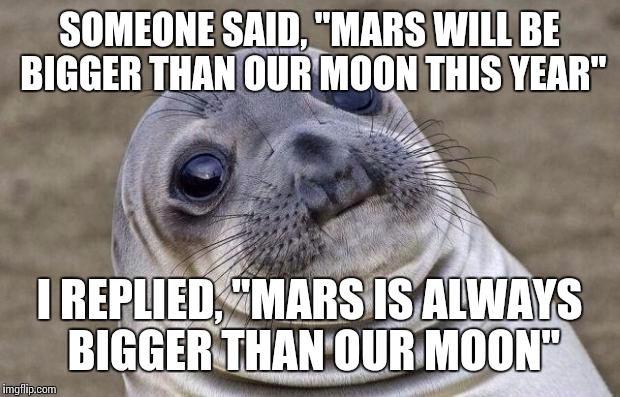 SOMEONE SAID, "MARS WILL BE
BIGGER THAN OUR MOON THIS YEAR"
I REPLIED, "MARS IS ALWAYS
BIGGER THAN OUR MOON"
imgflip.com